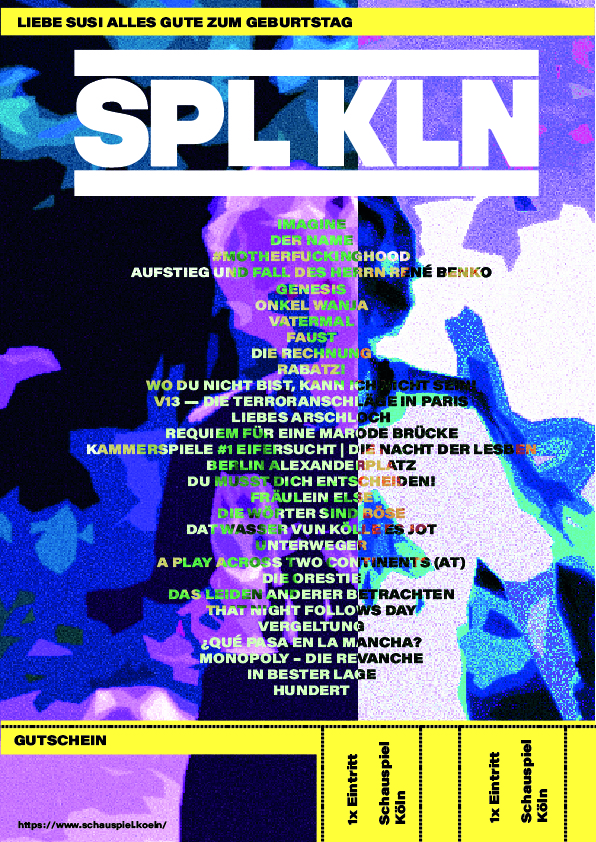 LIEBE SUSI ALLES GUTE ZUM GEBURTSTAG
SPL KLN
IMAGINE
DER NAME
#MOTHERFUCKINGHOOD
AUFSTIEG UND FALL DES HERRN RENÉ BENKO
GENESIS
ONKEL WANJA
VATERMAL
FAUST
DIE RECHNUNG
RABATZ!
WO DU NICHT BIST, KANN ICH NICHT SEIN
V13 — DIE TERRORANSCHLÄGE IN PARIS
LIEBES ARSCHLOCH
REQUIEM FÜR EINE MARODE BRÜCKE
KAMMERSPIELE #1 EIFERSUCHT | DIE NACHT DER LESBEN
BERLIN ALEXANDERPLATZ
DU MUSST DICH ENTSCHEIDEN!
FRÄULEIN ELSE
DIE WÖRTER SIND BÖSE
DAT WASSER VUN KÖLLE ES JOT
UNTERWEGER
A PLAY ACROSS TWO CONTINENTS (AT)
DIE ORESTIE
DAS LEIDEN ANDERER BETRACHTEN
THAT NIGHT FOLLOWS DAY
VERGELTUNG
¿QUÉ PASA EN LA MANCHA?
MONOPOLY – DIE REVANCHE
IN BESTER LAGE
HUNDERT
GUTSCHEIN
https://www.schauspiel.koeln/
1x Eintritt
Schauspiel
Köln
1x Eintritt
Schauspiel
Köln